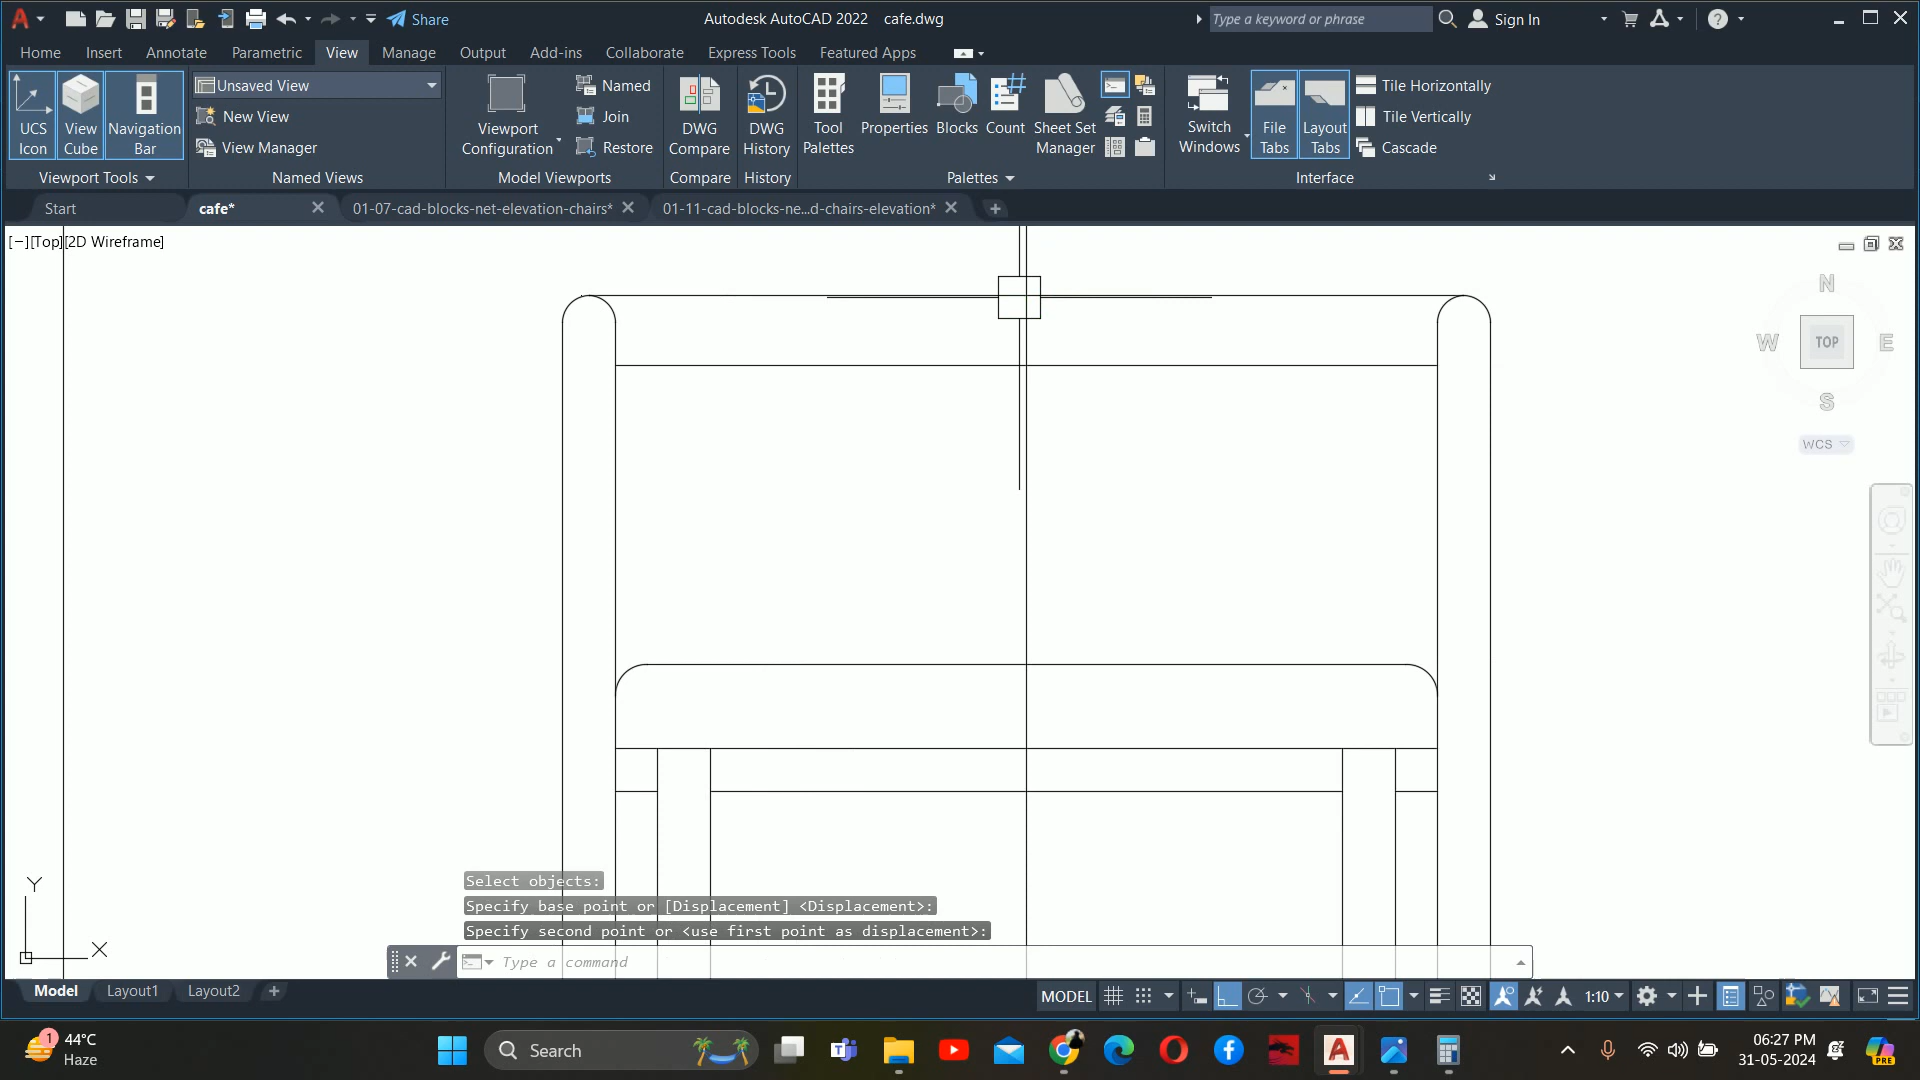 Share
Autodesk AutoCAD 2022 cafe.dwg
Type a keyword or phrase
Sign In
Home Insert Annotate Parametric View Manage Output Add-ins Collaborate Express Tools Featured Apps
UCS Icon
View Cube
Navigation Bar
Unsaved View
New View
View Manager
Viewport Configuration
Named
Join
Restore
DWG Compare
DWG History
Tool Palettes
Properties
Blocks
Count
Sheet Set Manager
Switch Windows
File Tabs
Layout Tabs
Tile Horizontally
Tile Vertically
Cascade
Viewport Tools Named Views Model Viewports Compare History Palettes Interface
Start cafe* 01-07-cad-blocks-net-elevation-chairs* 01-11-cad-blocks-ne...d-chairs-elevation*
[−][Top][2D Wireframe]
N
W TOP E
S
WCS
Y
X
Select objects:
Specify base point or [Displacement] <Displacement>:
Specify second point or <use first point as displacement>:
Type a command
Model Layout1 Layout2
MODEL 1:10
1
44°C
Haze
Search
06:27 PM
31-05-2024
PRE